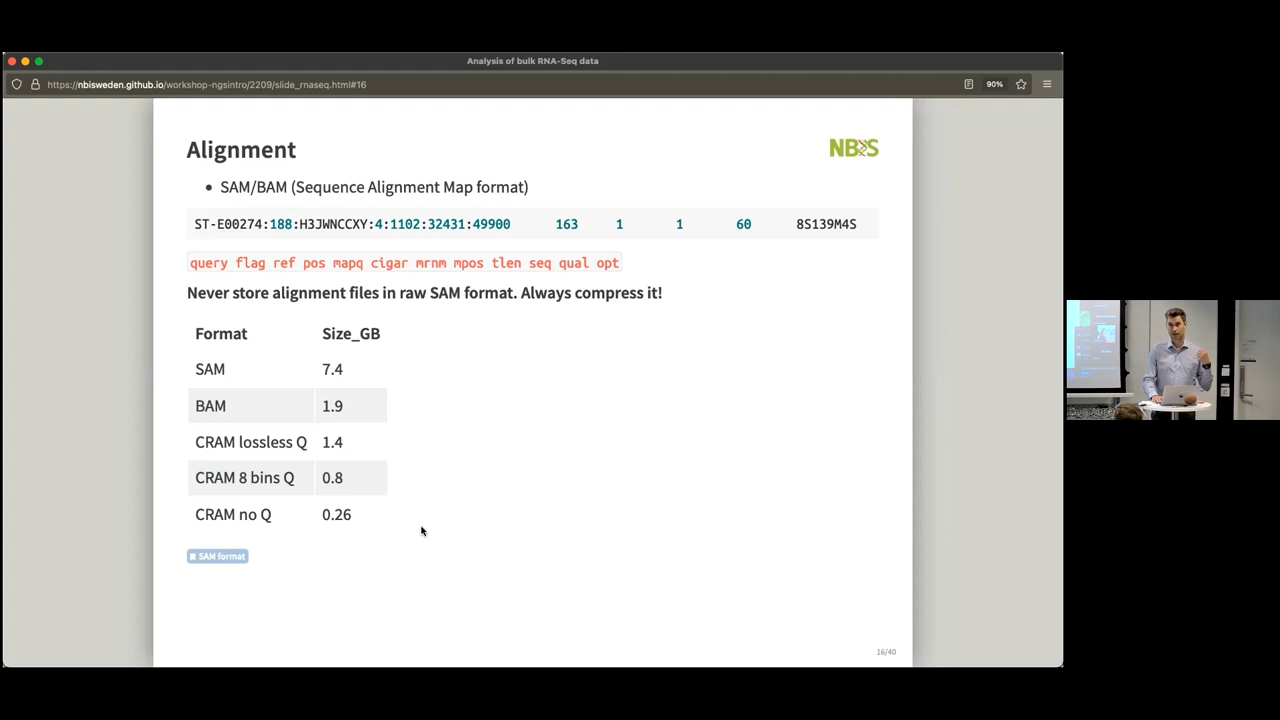 Analysis of bulk RNA-Seq data
https://nbisweden.github.io/workshop-ngsintro/2209/slide_rnaseq.html#16
90%
Alignment
NBIS
• SAM/BAM (Sequence Alignment Map format)
ST-E00274:188:H3JWNCCXY:4:1102:32431:49900 163 1 1 60 8S139M4S
query flag ref pos mapq cigar mrnm mpos tlen seq qual opt
Never store alignment files in raw SAM format. Always compress it!
Format Size_GB
SAM 7.4
BAM 1.9
CRAM lossless Q 1.4
CRAM 8 bins Q 0.8
CRAM no Q 0.26
SAM format
16/40